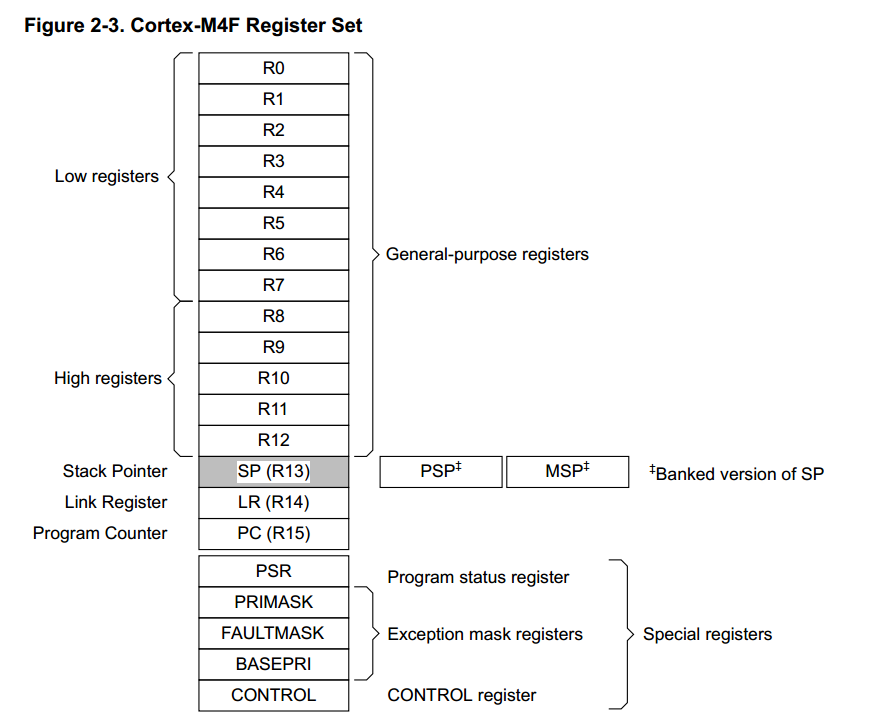 Figure 2-3. Cortex-M4F Register Set
R0
R1
R2
R3
Low registers
R4
R5
R6
General-purpose registers
R7
R8
R9
High registers
R10
R11
R12
Stack Pointer SP (R13) PSP‡ MSP‡ ‡Banked version of SP
Link Register LR (R14)
Program Counter PC (R15)
PSR Program status register
PRIMASK
FAULTMASK Exception mask registers Special registers
BASEPRI
CONTROL CONTROL register